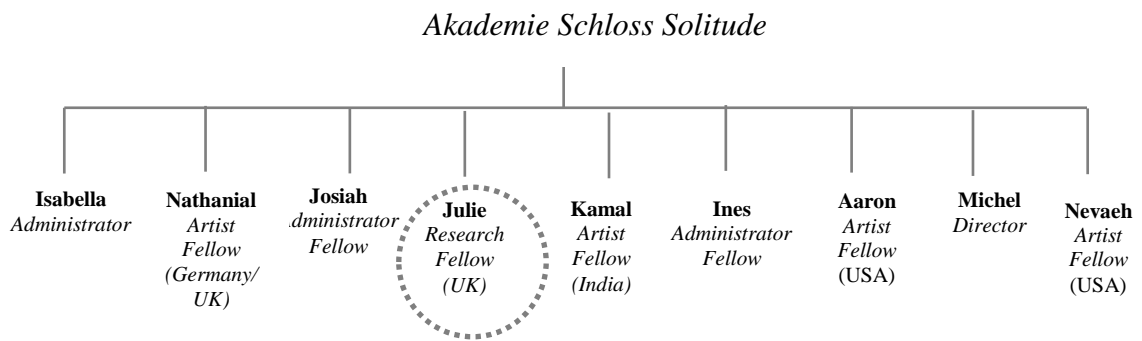 Akademie Schloss Solitude
Isabella
Administrator
Nathanial
Artist
Fellow
(Germany/
UK)
Josiah
dministrator
Fellow
Julie
Research
Fellow
(UK)
Kamal
Artist
Fellow
(India)
Ines
Administrator
Fellow
Aaron
Artist
Fellow
(USA)
Michel
Director
Nevaeh
Artist
Fellow
(USA)